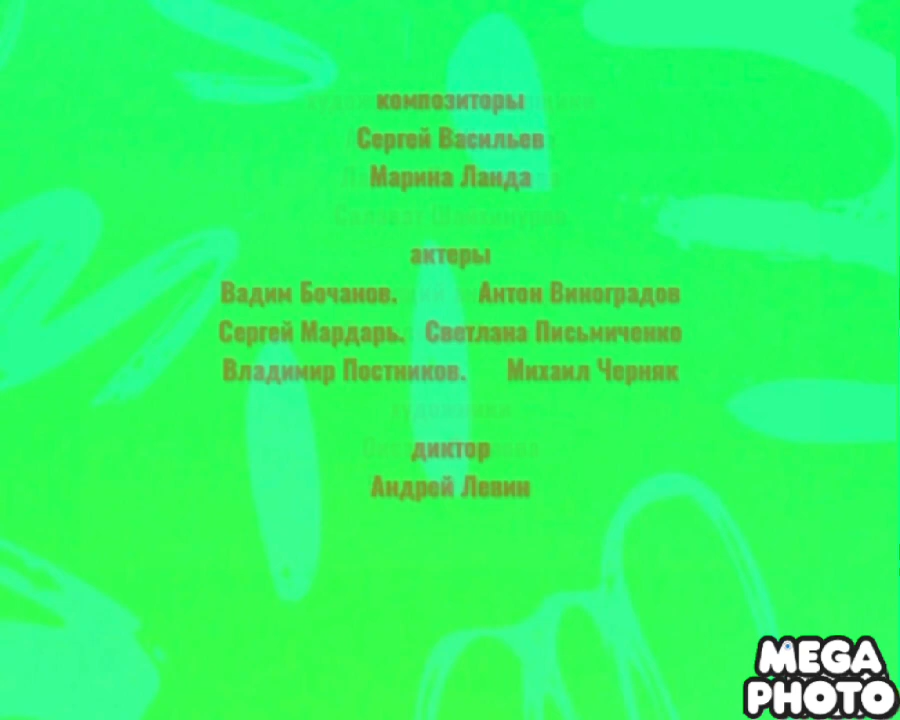 композиторы
Сергей Васильев
Марина Ланда
актеры
Вадим Бочанов. Антон Виноградов
Сергей Мардарь. Светлана Письмиченко
Владимир Постников. Михаил Черняк
художники
диктор
Андрей Левин
MEGA
PHOTO